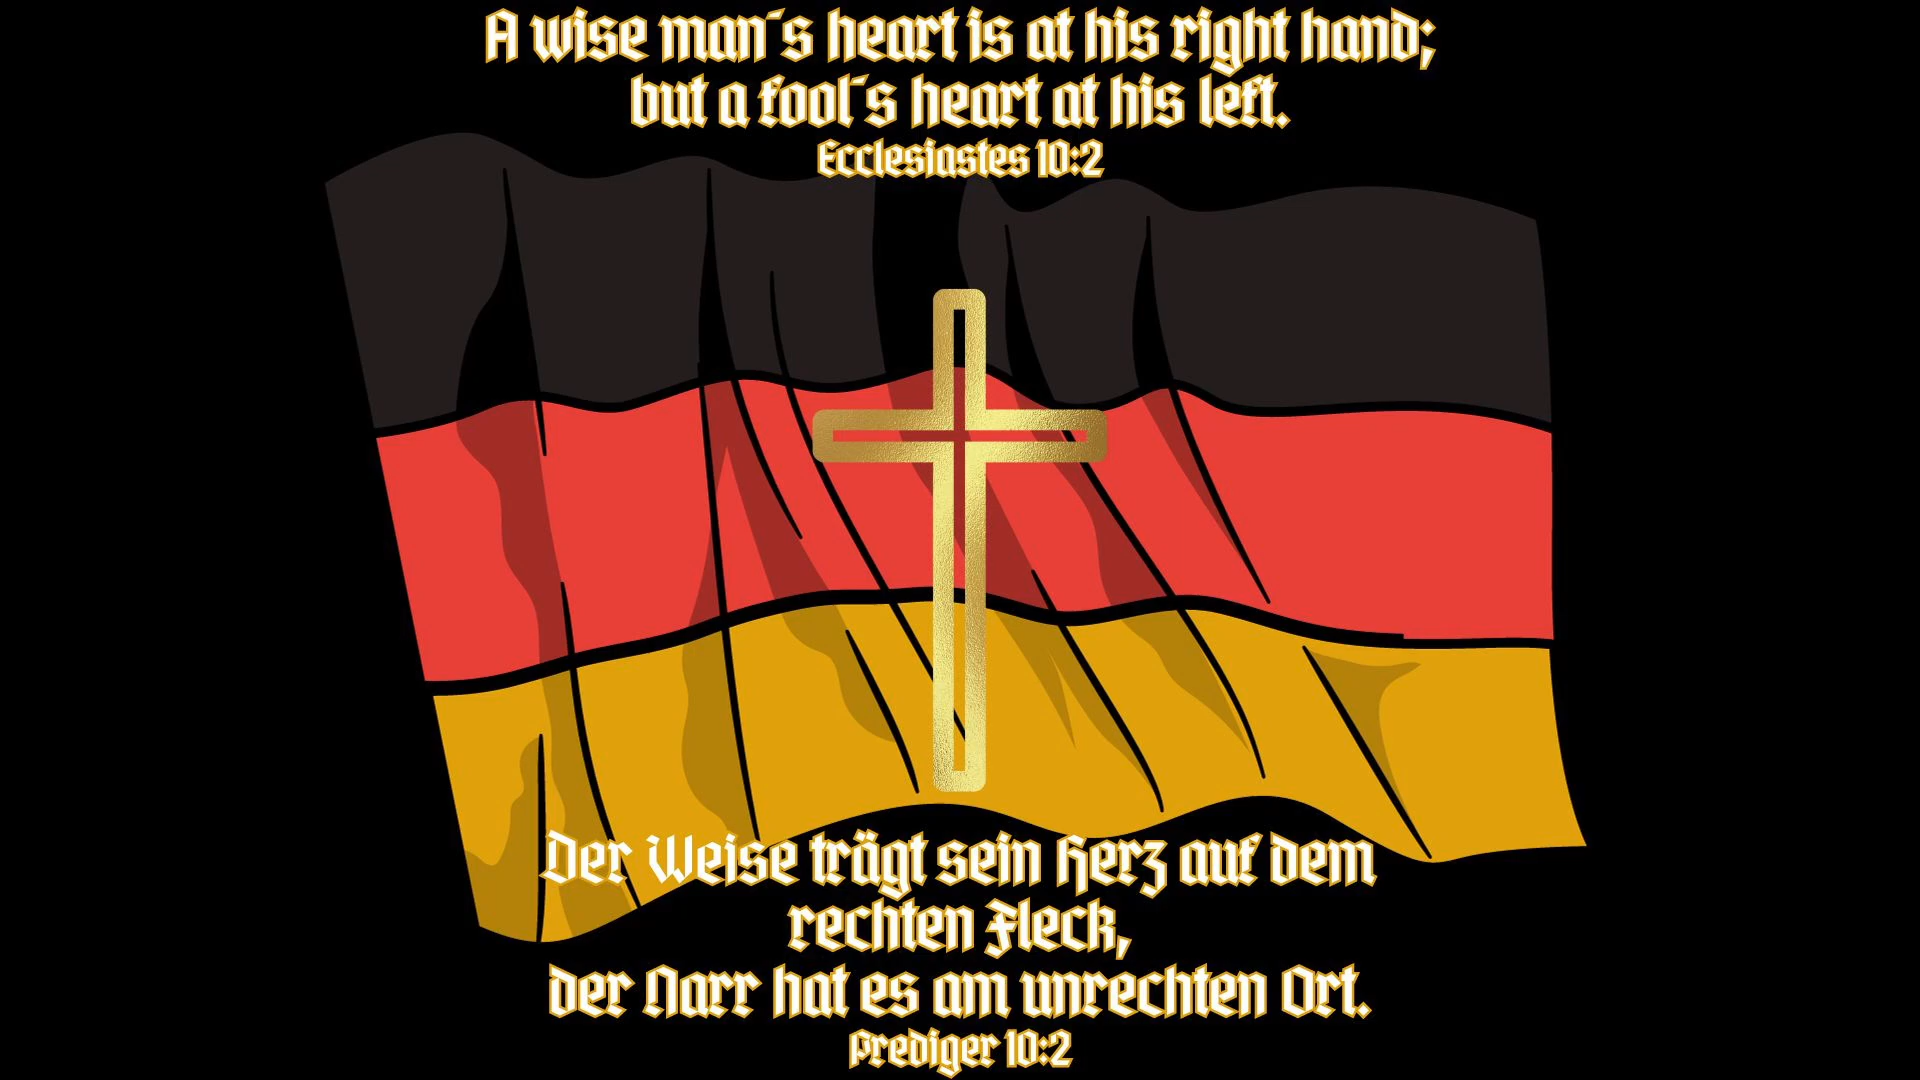 A wise man´s heart is at his right hand;
but a fool´s heart at his left.
Ecclesiastes 10:2
Der Weise trägt sein Herz auf dem
rechten Fleck,
der Narr hat es am unrechten Ort.
Prediger 10:2